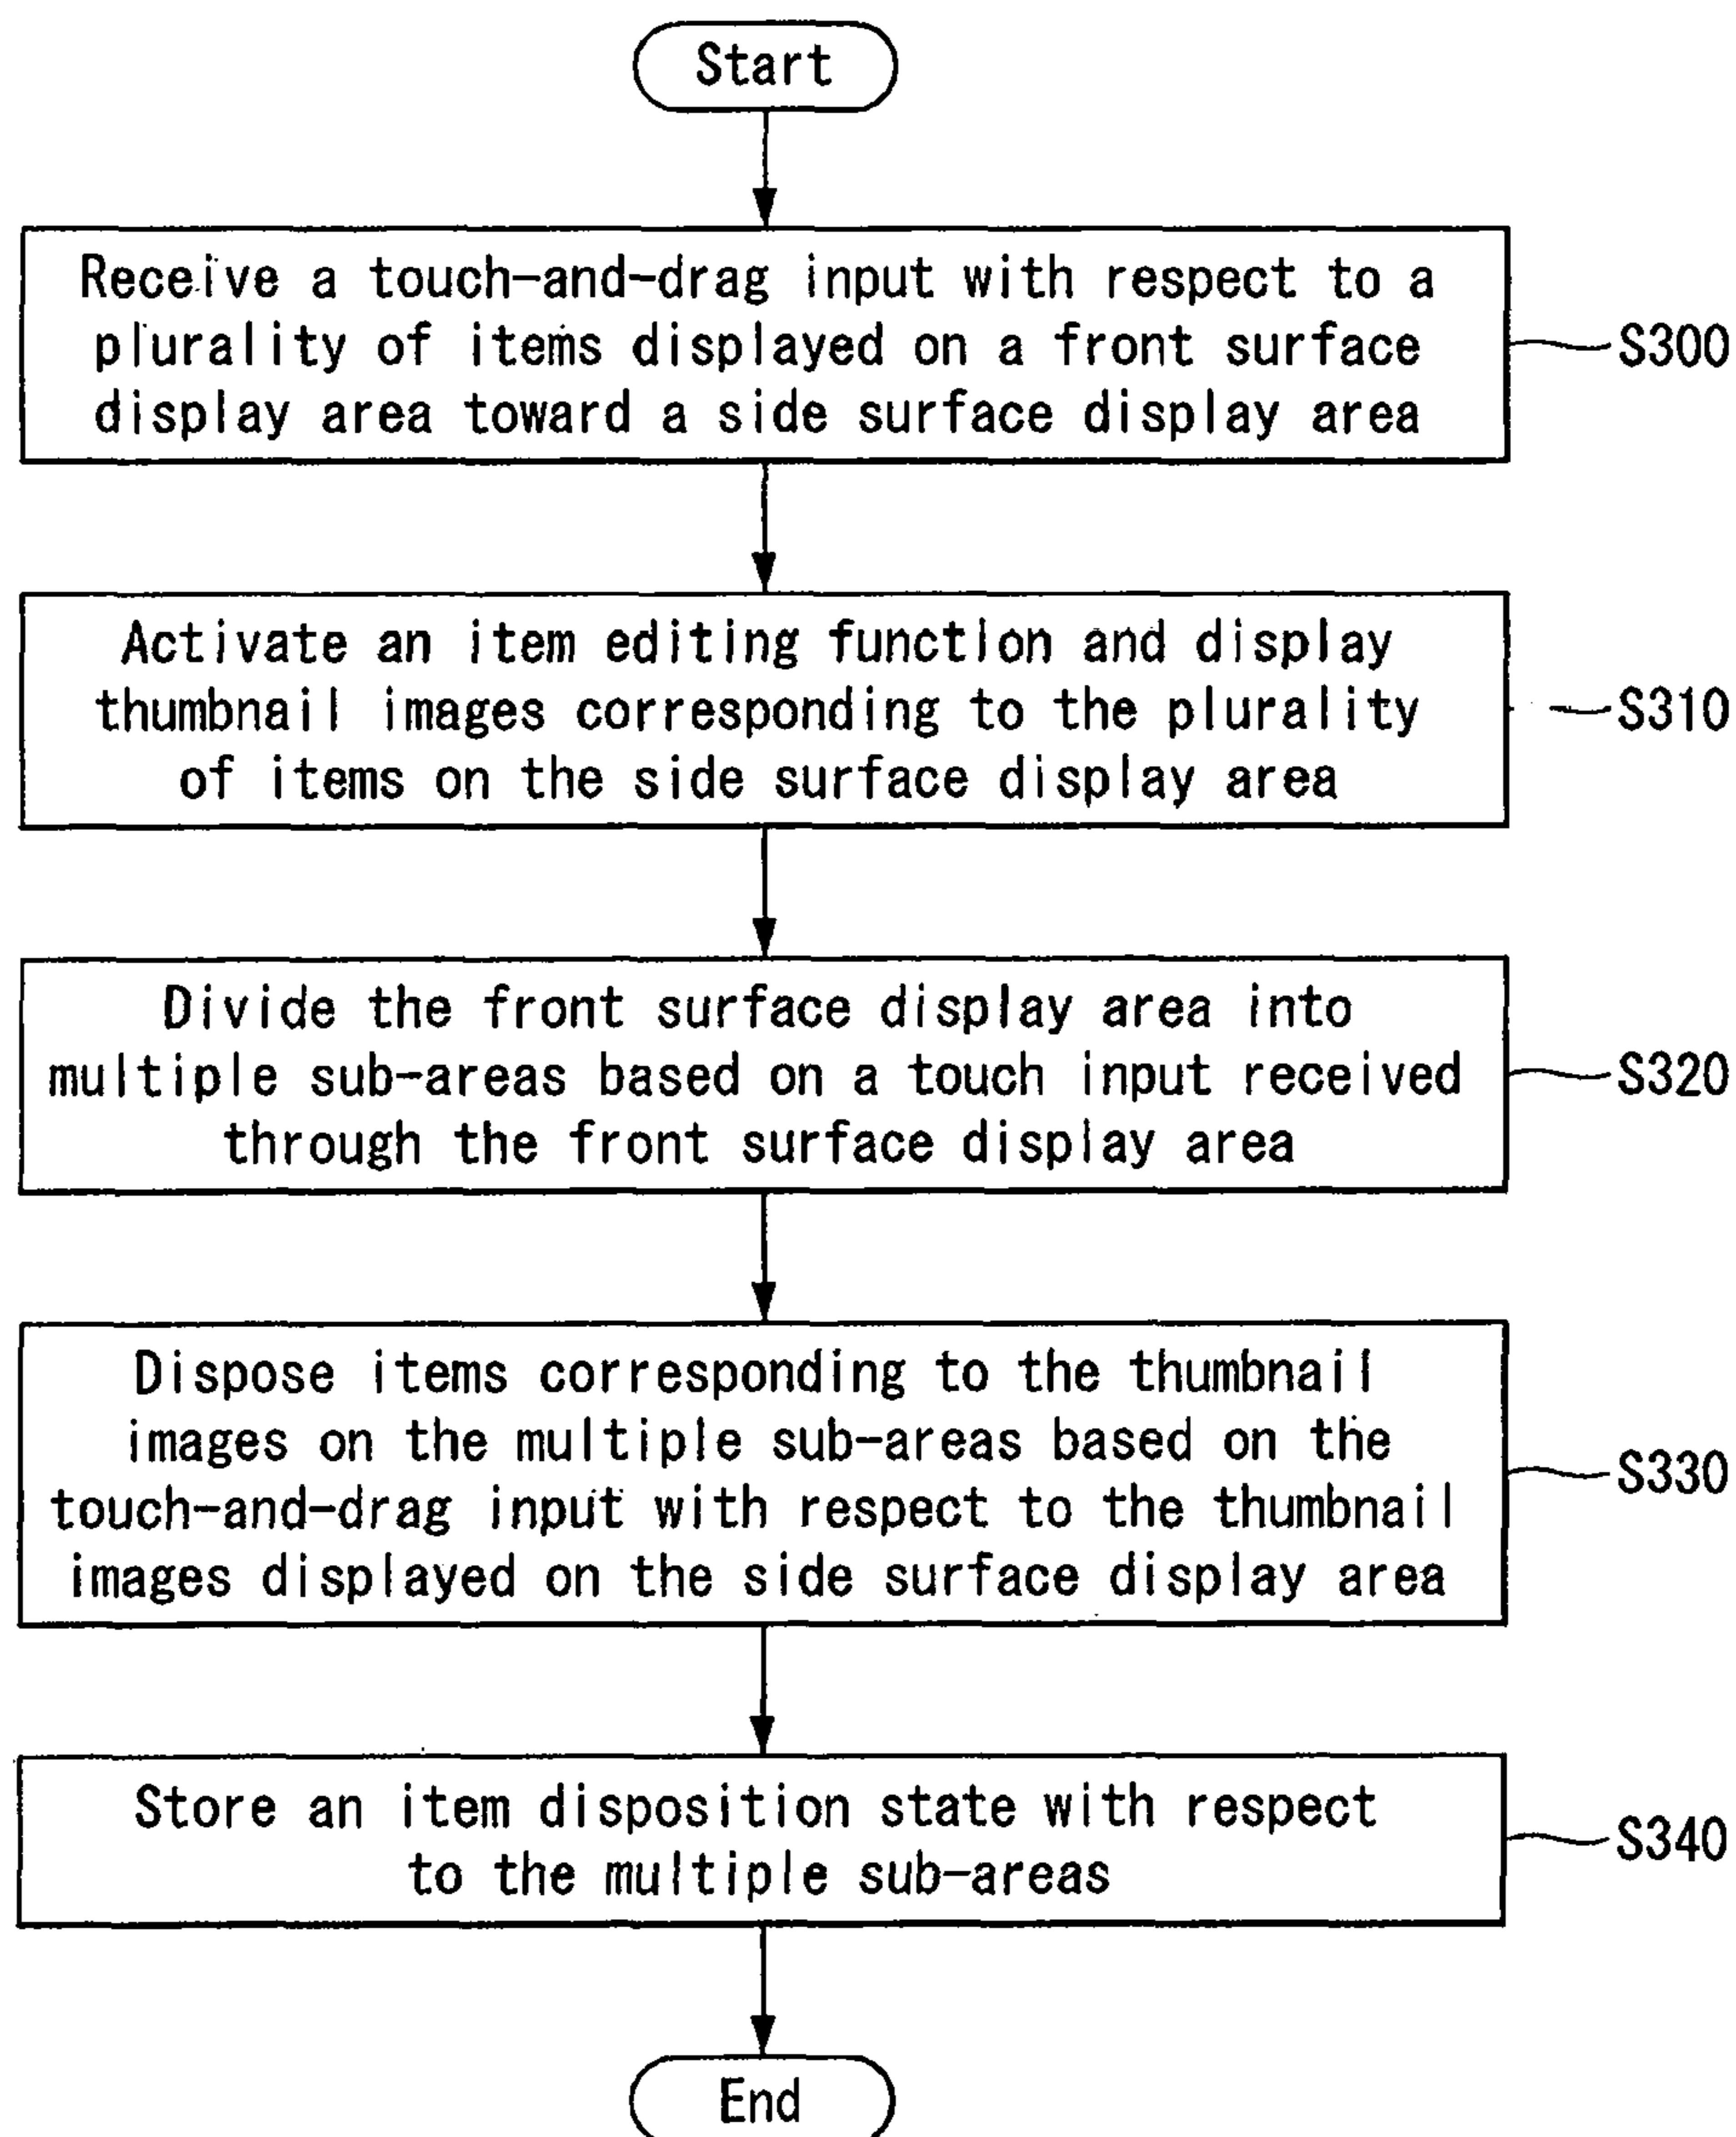 Start
Receive a touch-and-drag input with respect to a
plurality of items displayed on a front surface
display area toward a side surface display area
S300
Activate an item editing function and display
thumbnail images corresponding to the plurality
of items on the side surface display area
S310
Divide the front surface display area into
multiple sub-areas based on a touch input received
through the front surface display area
S320
Dispose items corresponding to the thumbnail
images on the multiple sub-areas based on the
touch-and-drag input with respect to the thumbnail
images displayed on the side surface display area
S330
Store an item disposition state with respect
to the multiple sub-areas
S340
End